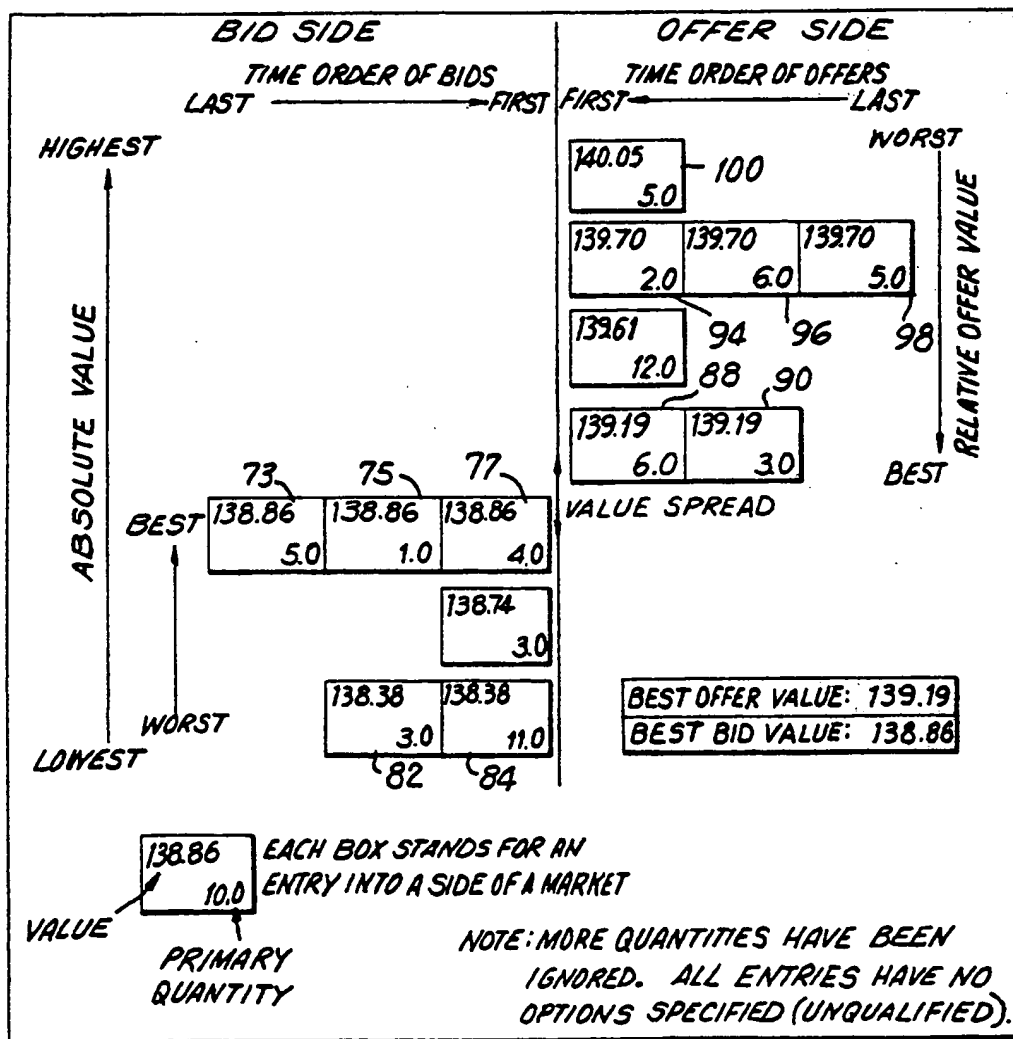 BID SIDE
OFFER SIDE
TIME ORDER OF BIDS
LAST
FIRST
TIME ORDER OF OFFERS
FIRST
LAST
HIGHEST
ABSOLUTE VALUE
LOWEST
WORST
RELATIVE OFFER VALUE
BEST
140.05
5.0
100
139.70
2.0
139.70
6.0
139.70
5.0
94
96
98
139.61
12.0
88
90
139.19
6.0
139.19
3.0
VALUE SPREAD
73
75
77
BEST
138.86
5.0
138.86
1.0
138.86
4.0
138.74
3.0
WORST
138.38
3.0
138.38
11.0
82
84
BEST OFFER VALUE: 139.19
BEST BID VALUE: 138.86
138.86
10.0
VALUE
PRIMARY
QUANTITY
EACH BOX STANDS FOR AN
ENTRY INTO A SIDE OF A MARKET
NOTE: MORE QUANTITIES HAVE BEEN
IGNORED. ALL ENTRIES HAVE NO
OPTIONS SPECIFIED (UNQUALIFIED).